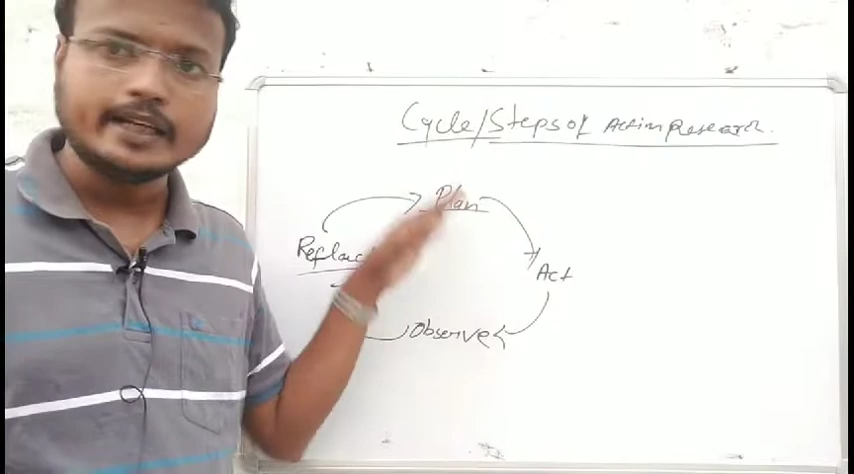 Cycle/Steps of Action Research.
Plan
Act
Observe